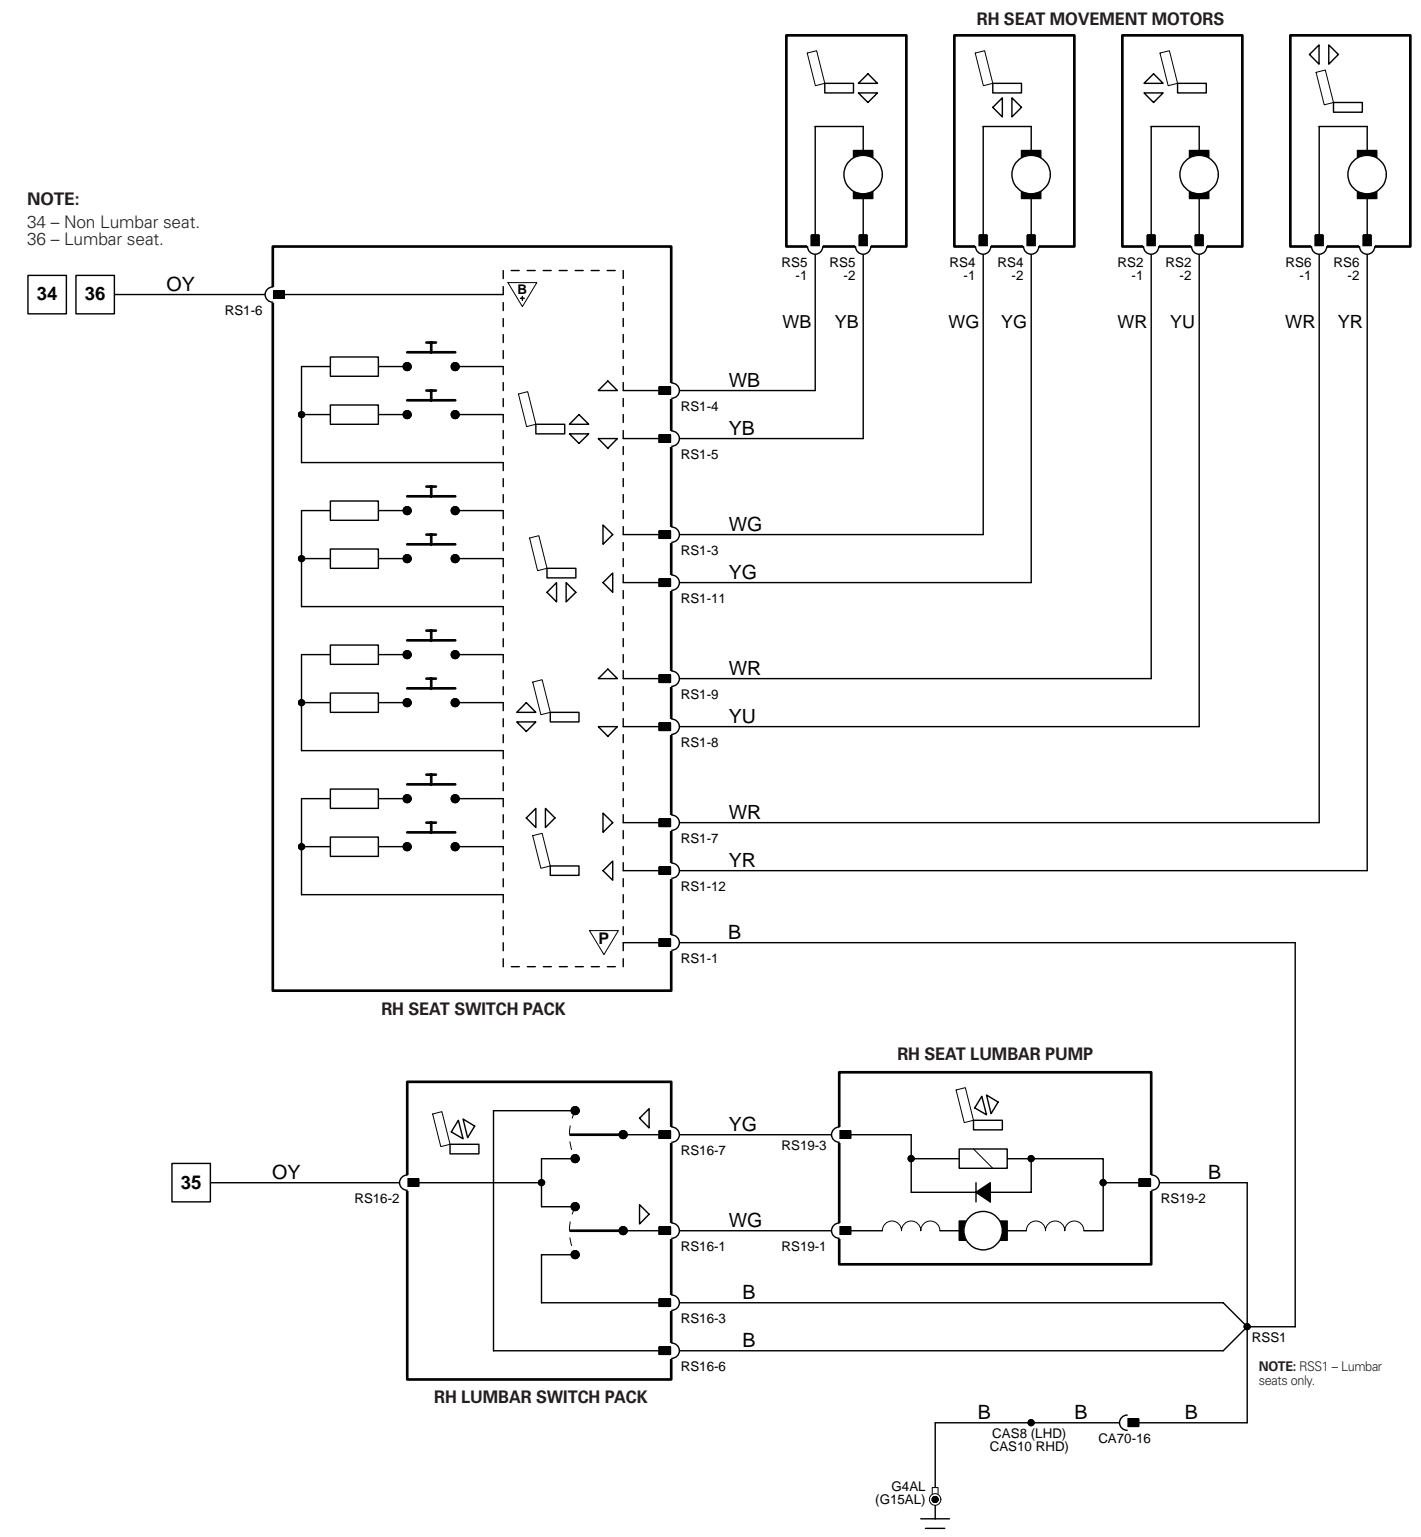 RH SEAT MOVEMENT MOTORS
NOTE:
34 – Non Lumbar seat.
36 – Lumbar seat.
34
36
OY
RS1-6
B
+
RS5
-1
RS5
-2
RS4
-1
RS4
-2
RS2
-1
RS2
-2
RS6
-1
RS6
-2
WB
YB
WG
YG
WR
YU
WR
YR
WB
RS1-4
YB
RS1-5
WG
RS1-3
YG
RS1-11
WR
RS1-9
YU
RS1-8
WR
RS1-7
YR
RS1-12
P
B
RS1-1
RH SEAT SWITCH PACK
RH SEAT LUMBAR PUMP
35
OY
RS16-2
YG
RS16-7
RS19-3
WG
RS16-1
RS19-1
B
RS19-2
B
RS16-3
B
RS16-6
RSS1
NOTE: RSS1 – Lumbar
seats only.
RH LUMBAR SWITCH PACK
B
B
B
CAS8 (LHD)
CAS10 RHD)
CA70-16
G4AL
(G15AL)